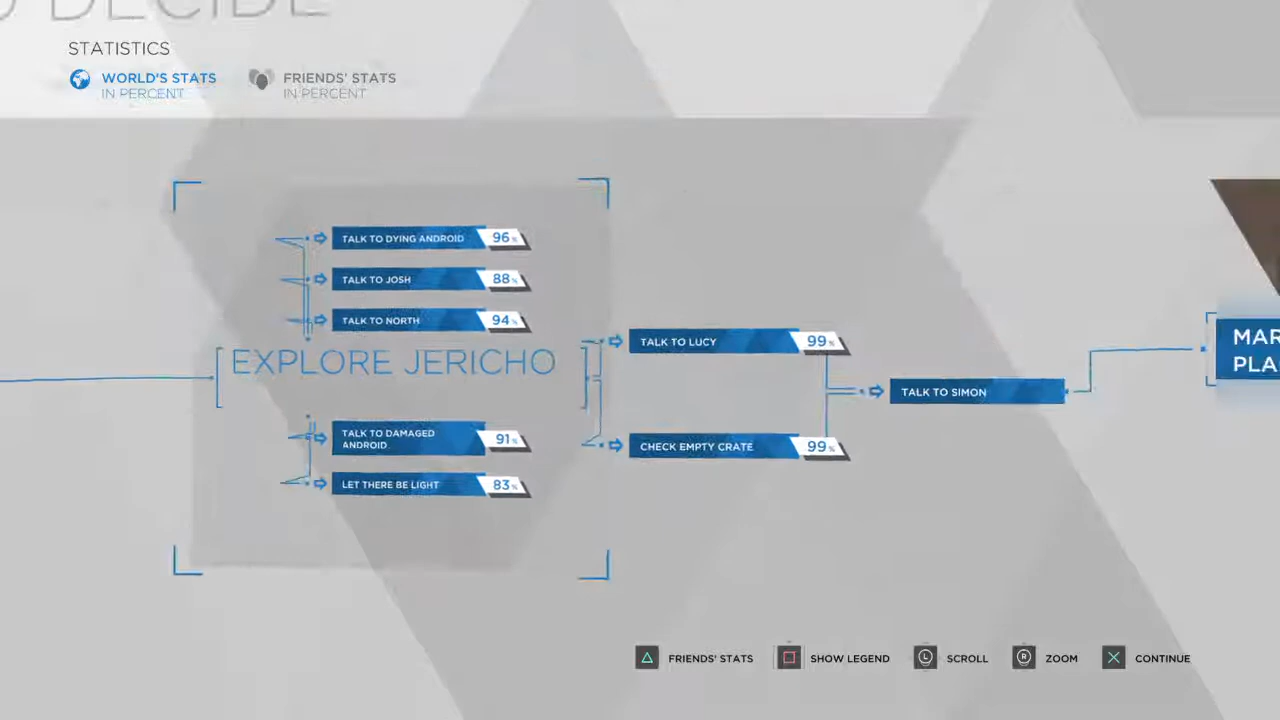 DECIDE
STATISTICS
WORLD'S STATS
IN PERCENT
FRIENDS' STATS
IN PERCENT
TALK TO DYING ANDROID 96%
TALK TO JOSH 88%
TALK TO NORTH 94%
EXPLORE JERICHO
TALK TO DAMAGED
ANDROID 91%
LET THERE BE LIGHT 83%
TALK TO LUCY 99%
CHECK EMPTY CRATE 99%
TALK TO SIMON
MAR
PLA
FRIENDS' STATS
SHOW LEGEND
L SCROLL
R ZOOM
CONTINUE